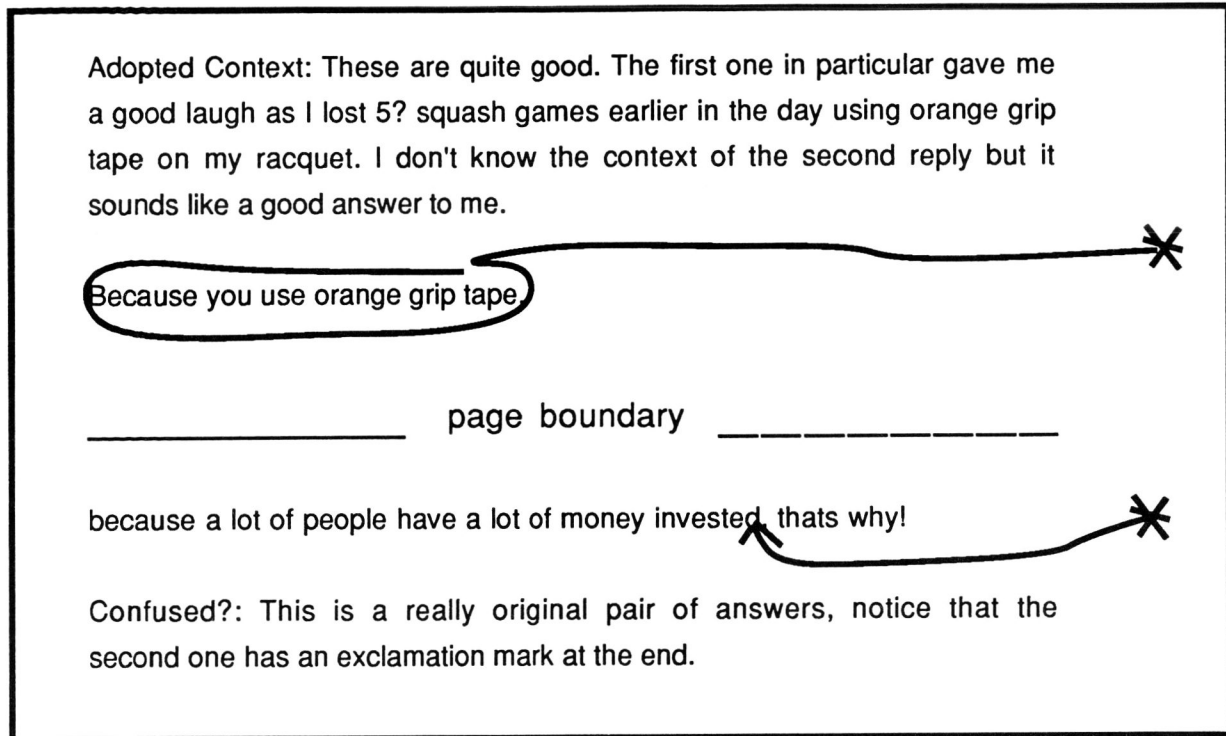 Adopted Context: These are quite good. The first one in particular gave me
a good laugh as I lost 5? squash games earlier in the day using orange grip
tape on my racquet. I don't know the context of the second reply but it
sounds like a good answer to me.
Because you use orange grip tape.
page boundary
because a lot of people have a lot of money invested, thats why!
Confused?: This is a really original pair of answers, notice that the
second one has an exclamation mark at the end.